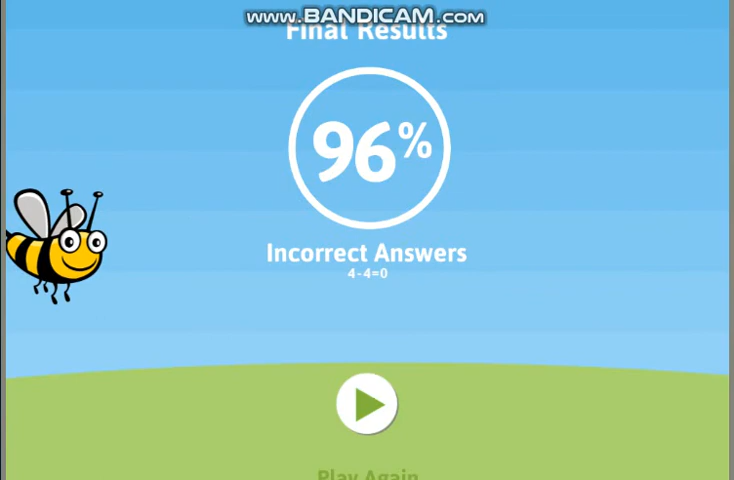 www.BANDICAM.com
Final Results
96%
Incorrect Answers
4-4=0
Play Again